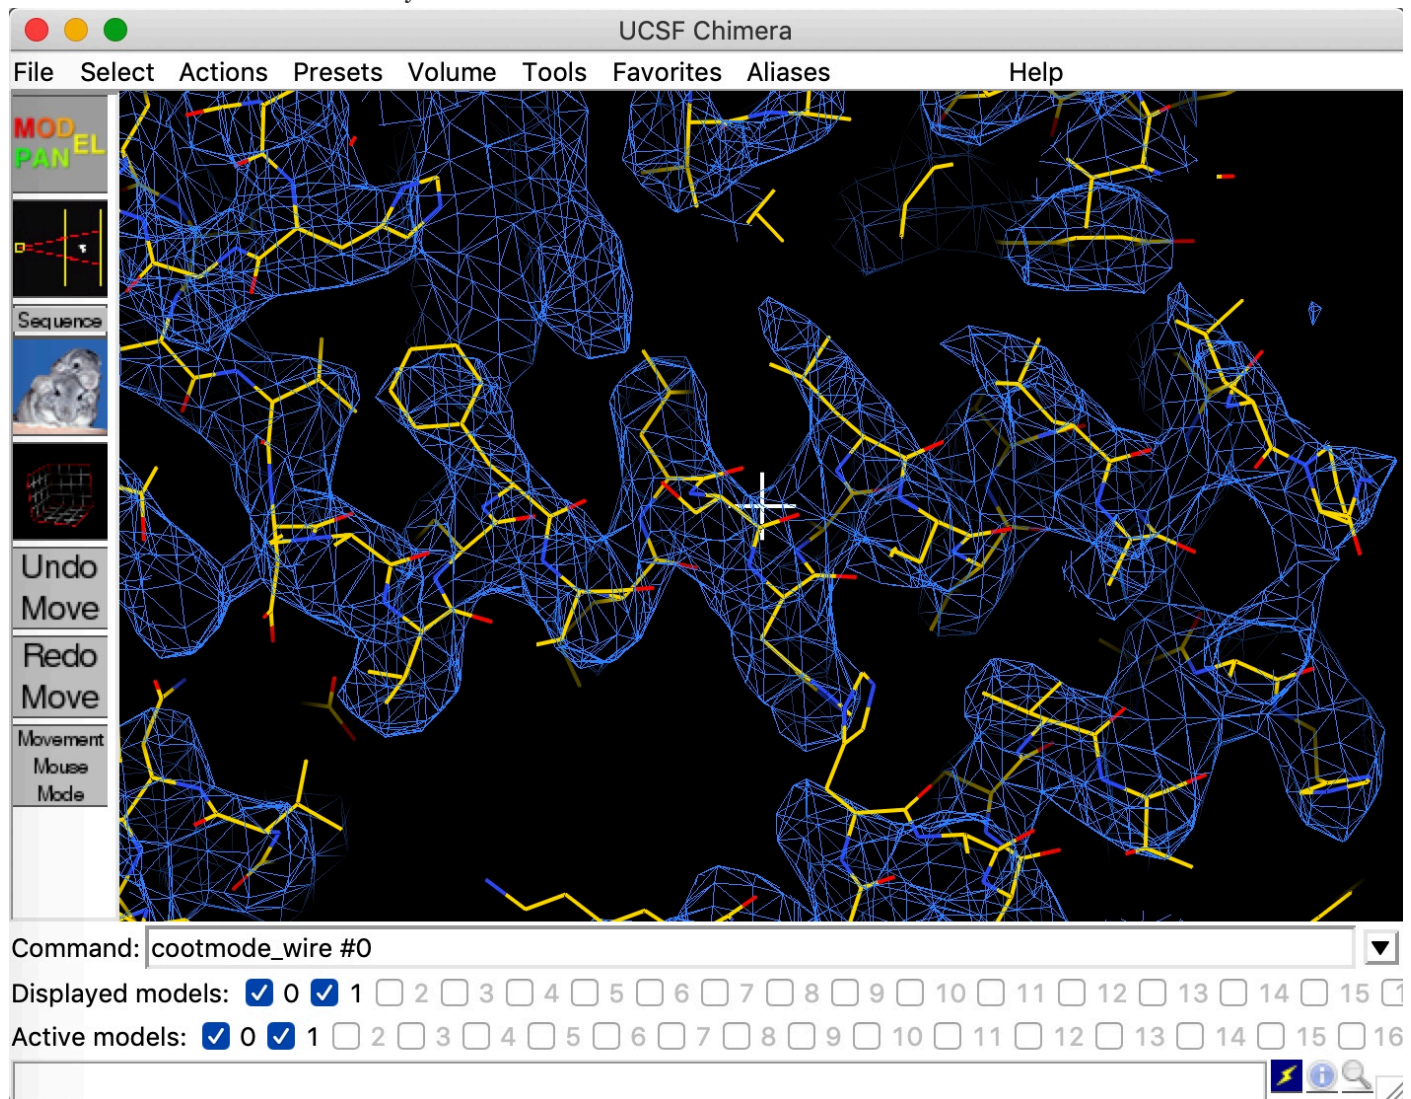 UCSF Chimera
File Select Actions Presets Volume Tools Favorites Aliases Help
MOD
EL
PAN
Sequence
Undo
Move
Redo
Move
Movement
Mouse
Mode
Command: cootmode_wire #0
Displayed models: 0 1 2 3 4 5 6 7 8 9 10 11 12 13 14 15 1
Active models: 0 1 2 3 4 5 6 7 8 9 10 11 12 13 14 15 16